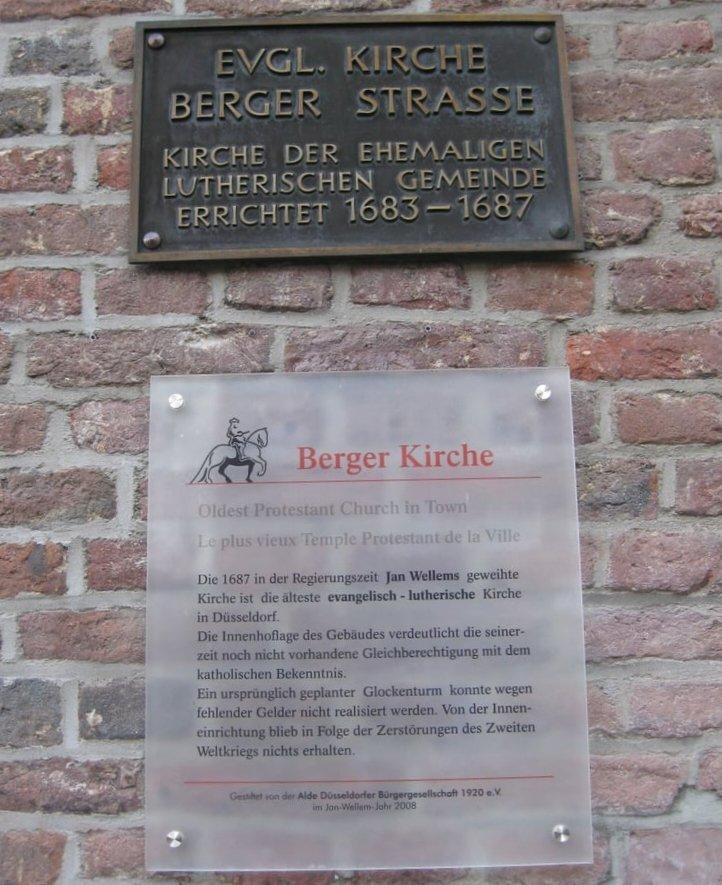 EVGL. KIRCHE
BERGER STRASSE
KIRCHE DER EHEMALIGEN
LUTHERISCHEN GEMEINDE
ERRICHTET 1683–1687
Berger Kirche
Oldest Protestant Church in Town
Le plus vieux Temple Protestant de la Ville
Die 1687 in der Regierungszeit Jan Wellems geweihte
Kirche ist die älteste evangelisch - lutherische Kirche
in Düsseldorf.
Die Innenhoflage des Gebäudes verdeutlicht die seiner-
zeit noch nicht vorhandene Gleichberechtigung mit dem
katholischen Bekenntnis.
Ein ursprünglich geplanter Glockenturm konnte wegen
fehlender Gelder nicht realisiert werden. Von der Innen-
einrichtung blieb in Folge der Zerstörungen des Zweiten
Weltkriegs nichts erhalten.
Gestiftet von der Alde Düsseldorfer Bürgergesellschaft 1920 e.V.
im Jan-Wellem-Jahr 2008